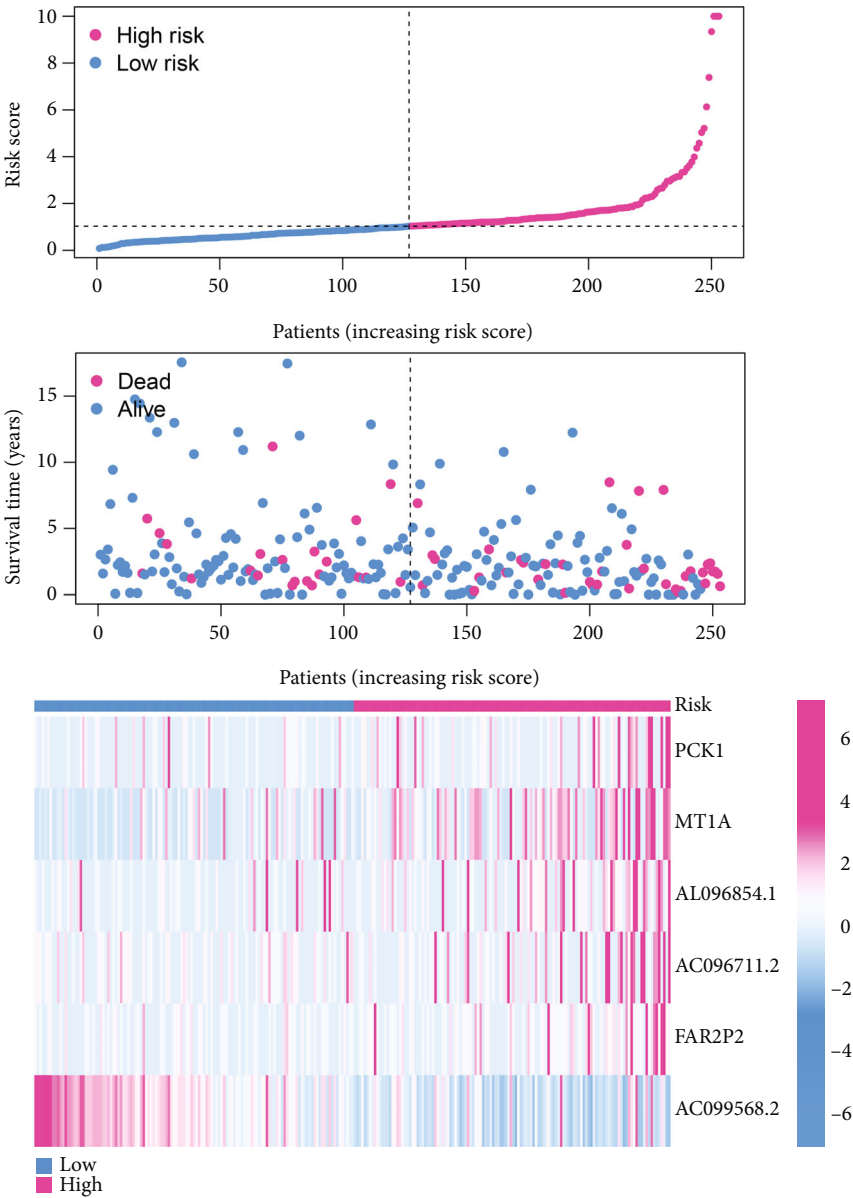 10
8
6
4
2
0
Risk score
High risk
Low risk
0 50 100 150 200 250
Patients (increasing risk score)
15
10
5
0
Survival time (years)
Dead
Alive
0 50 100 150 200 250
Patients (increasing risk score)
Risk
PCK1
MT1A
AL096854.1
AC096711.2
FAR2P2
AC099568.2
6
4
2
0
–2
–4
–6
Low
High